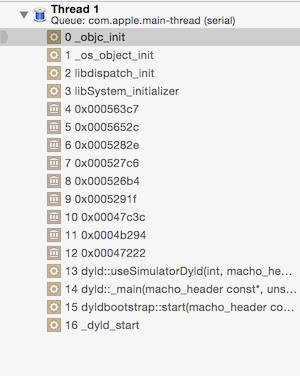 Thread 1
Queue: com.apple.main-thread (serial)
0 _objc_init
1 _os_object_init
2 libdispatch_init
3 libSystem_initializer
4 0x000563c7
5 0x0005652c
6 0x0005282e
7 0x000527c6
8 0x000526b4
9 0x0005291f
10 0x00047c3c
11 0x0004b294
12 0x00047222
13 dyld::useSimulatorDyld(int, macho_he...
14 dyld::_main(macho_header const*, uns...
15 dyldbootstrap::start(macho_header co...
16 _dyld_start